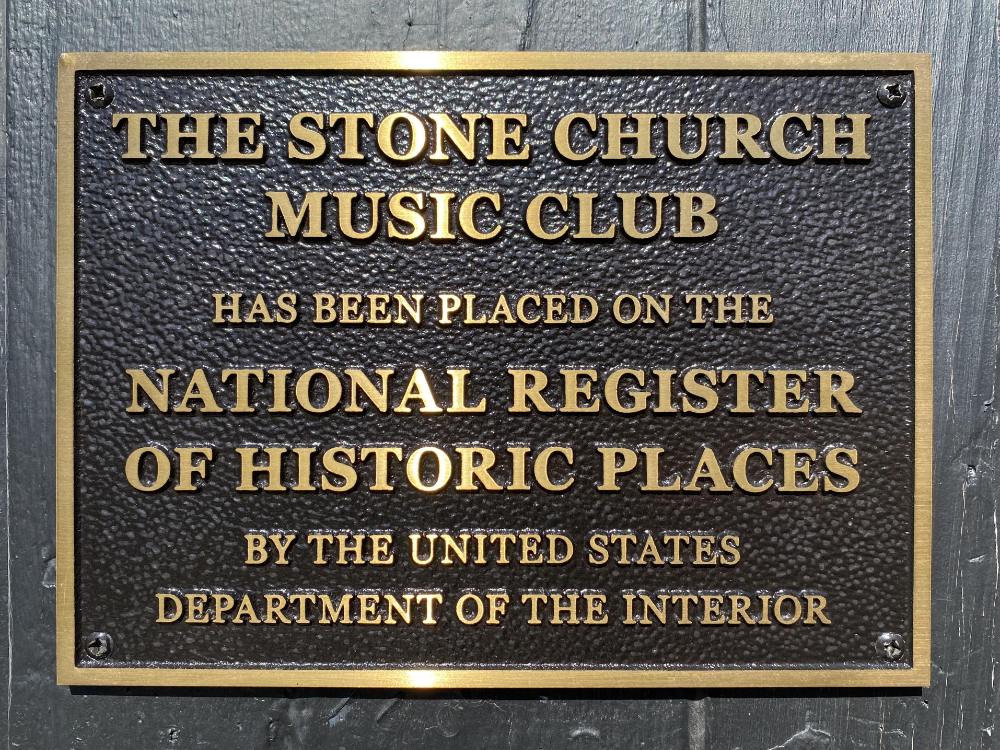 THE STONE CHURCH
MUSIC CLUB
HAS BEEN PLACED ON THE
NATIONAL REGISTER
OF HISTORIC PLACES
BY THE UNITED STATES
DEPARTMENT OF THE INTERIOR